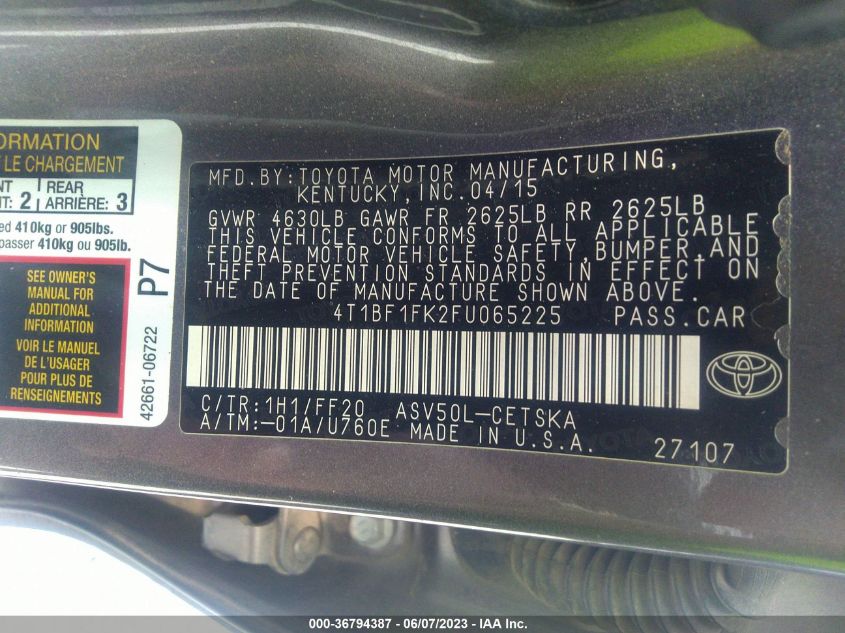 ORMATION
LE CHARGEMENT
2
REAR
ARRIÈRE: 3
410kg or 905lbs.
passer 410kg ou 905lb.
SEE OWNER'S
MANUAL FOR
ADDITIONAL
INFORMATION
VOIR LE MANUEL
DE L'USAGER
POUR PLUS DE
RENSEIGNEMENTS
P7
42661-06722
MFD.BY:TOYOTA MOTOR MANUFACTURING,
KENTUCKY,INC.04/15
GVWR 4630LB GAWR FR 2625LB RR 2625LB
THIS VEHICLE CONFORMS TO ALL APPLICABLE
FEDERAL MOTOR VEHICLE SAFETY,BUMPER,AND
THEFT PREVENTION STANDARDS IN EFFECT ON
THE DATE OF MANUFACTURE SHOWN ABOVE.
4T1BF1FK2FU065225 PASS.CAR
C/TR:1H1/FF20 ASV50L-CETSKA
A/TM:-01A/U760E MADE IN U.S.A. 27107
000-36794387 - 06/07/2023 - IAA Inc.